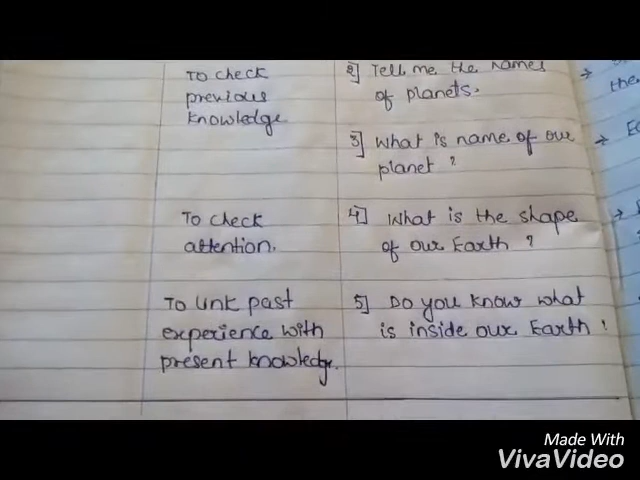 To check
previous
knowledge
2] Tell me the names
of planets.
3] What is name of our
planet ?
To check
attention.
4] What is the shape
of our Earth ?
To link past
experience with
present knowledge.
5] Do you know what
is inside our Earth ?
→
the
→
→
Made With
VivaVideo